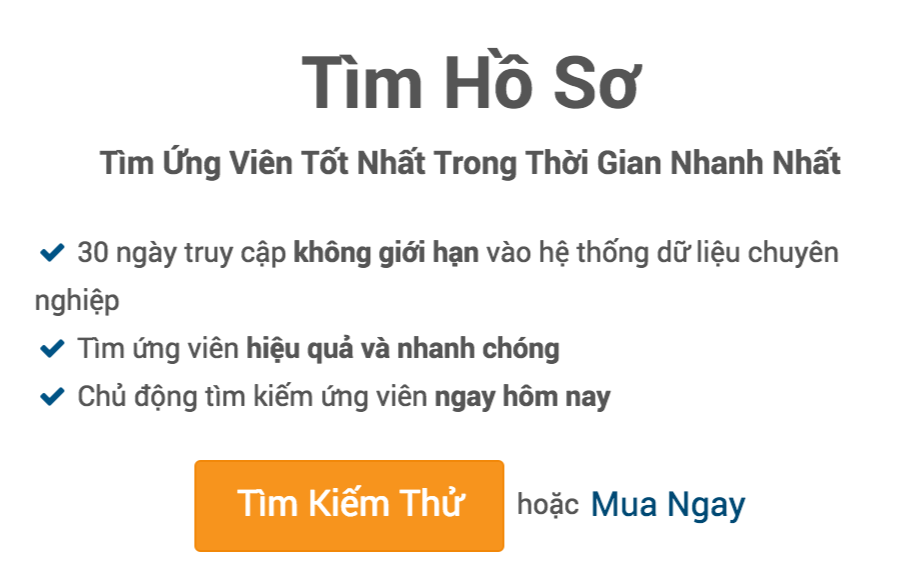 Tìm Hồ Sơ
Tìm Ứng Viên Tốt Nhất Trong Thời Gian Nhanh Nhất
30 ngày truy cập không giới hạn vào hệ thống dữ liệu chuyên
nghiệp
Tìm ứng viên hiệu quả và nhanh chóng
Chủ động tìm kiếm ứng viên ngay hôm nay
Tìm Kiếm Thử hoặc Mua Ngay